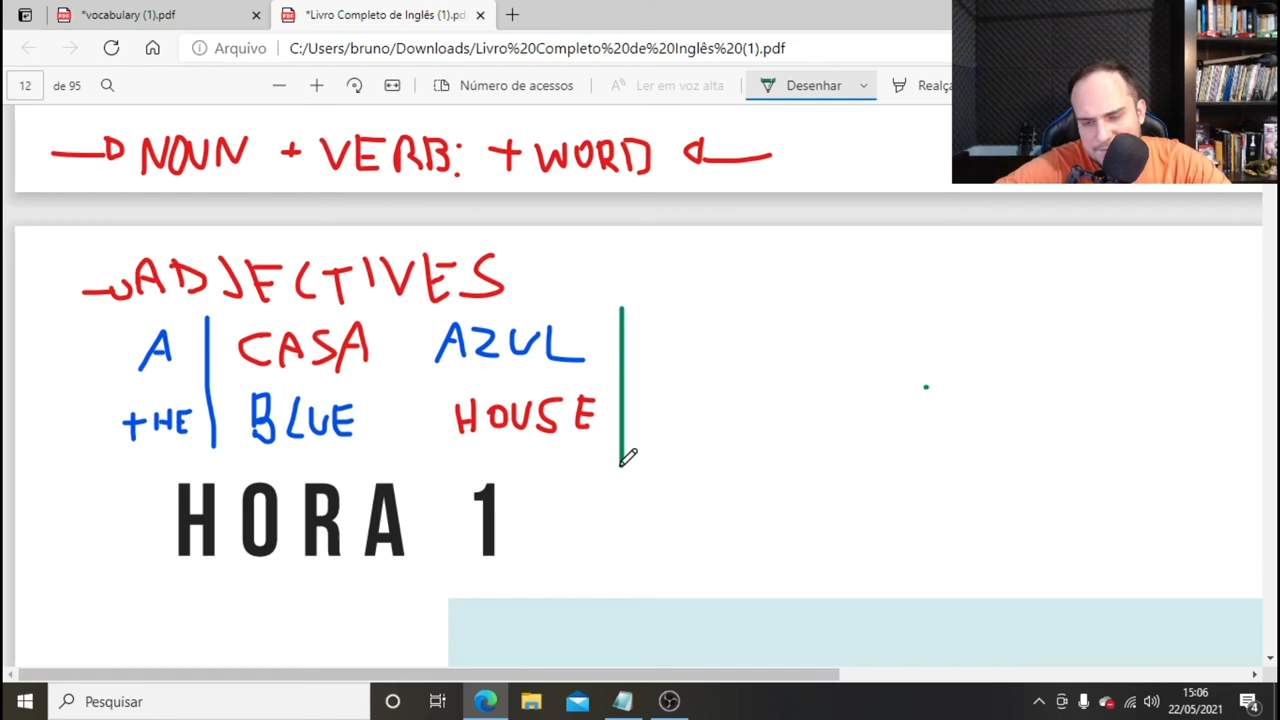 *vocabulary (1).pdf
*Livro Completo de Inglês (1).pd
Arquivo C:/Users/bruno/Downloads/Livro%20Completo%20de%20Inglês%20(1).pdf
12 de 95 Número de acessos Ler em voz alta Desenhar Realça
NOUN + VERB: + WORD
ADJECTIVES
A CASA AZUL
THE BLUE HOUSE
HORA 1
Pesquisar
15:06
22/05/2021
4